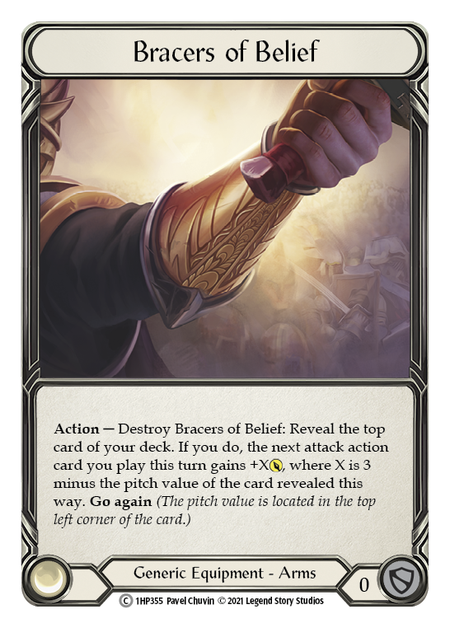 Bracers of Belief
Action — Destroy Bracers of Belief: Reveal the top
card of your deck. If you do, the next attack action
card you play this turn gains +X, where X is 3
minus the pitch value of the card revealed this
way. Go again (The pitch value is located in the top
left corner of the card.)
Generic Equipment - Arms
0
C 1HP355 Pavel Chuvin © 2021 Legend Story Studios